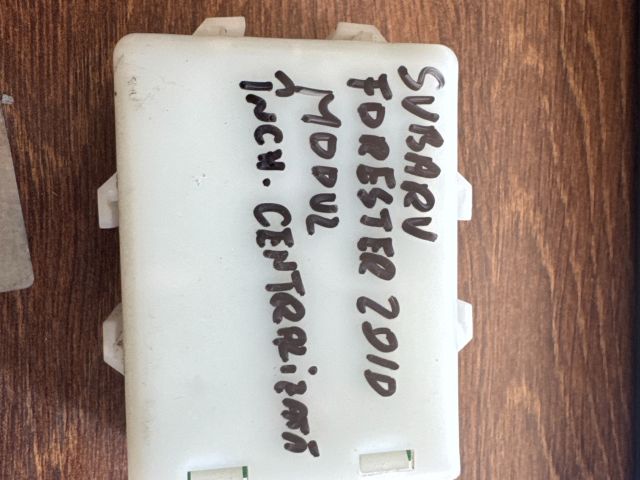 SUBARU
FORESTER 2010
MODUL
ÎNCH. CENTRALiZATĂ